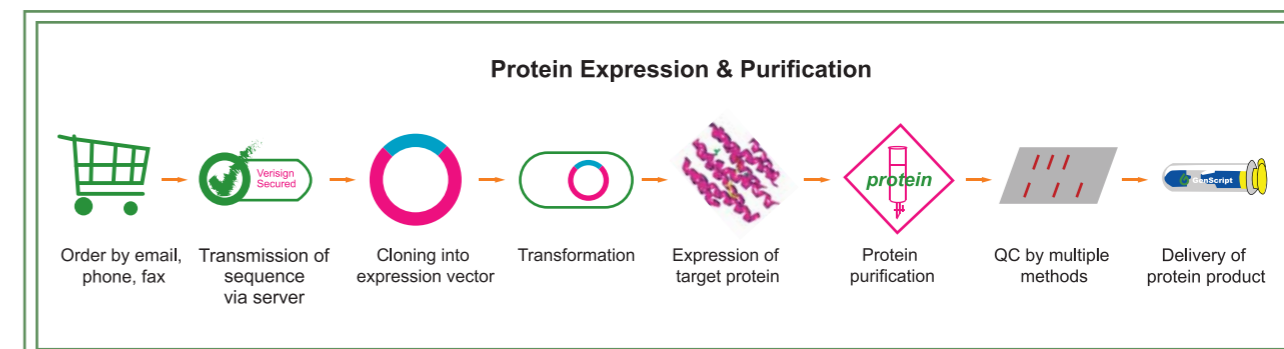 Protein Expression & Purification
Verisign
Secured
protein
GenScript
Order by email,
phone, fax
Transmission of
sequence
via server
Cloning into
expression vector
Transformation
Expression of
target protein
Protein
purification
QC by multiple
methods
Delivery of
protein product